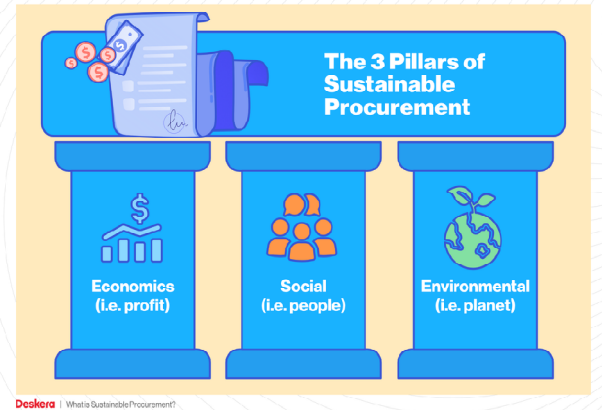 The 3 Pillars of
Sustainable
Procurement
Economics
(i.e. profit)
Social
(i.e. people)
Environmental
(i.e. planet)
Deskera | What is Sustainable Procurement?